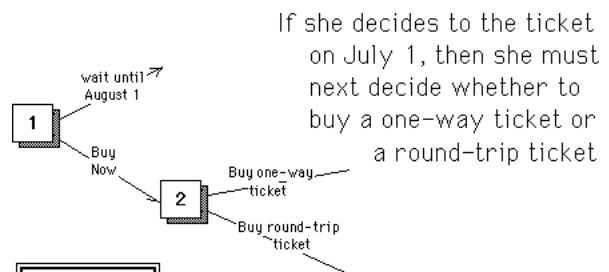 If she decides to the ticket
on July 1, then she must
next decide whether to
buy a one-way ticket or
a round-trip ticket
wait until
August 1
1
Buy
Now
2
Buy one-way
ticket
Buy round-trip
ticket